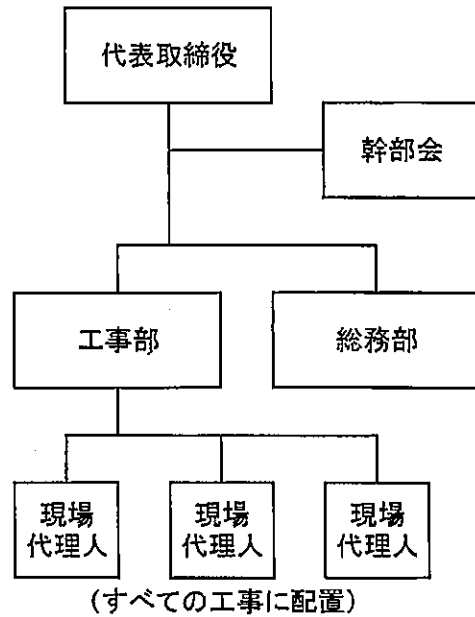 代表取締役
幹部会
工事部
総務部
現場
代理人
現場
代理人
現場
代理人
(すべての工事に配置)